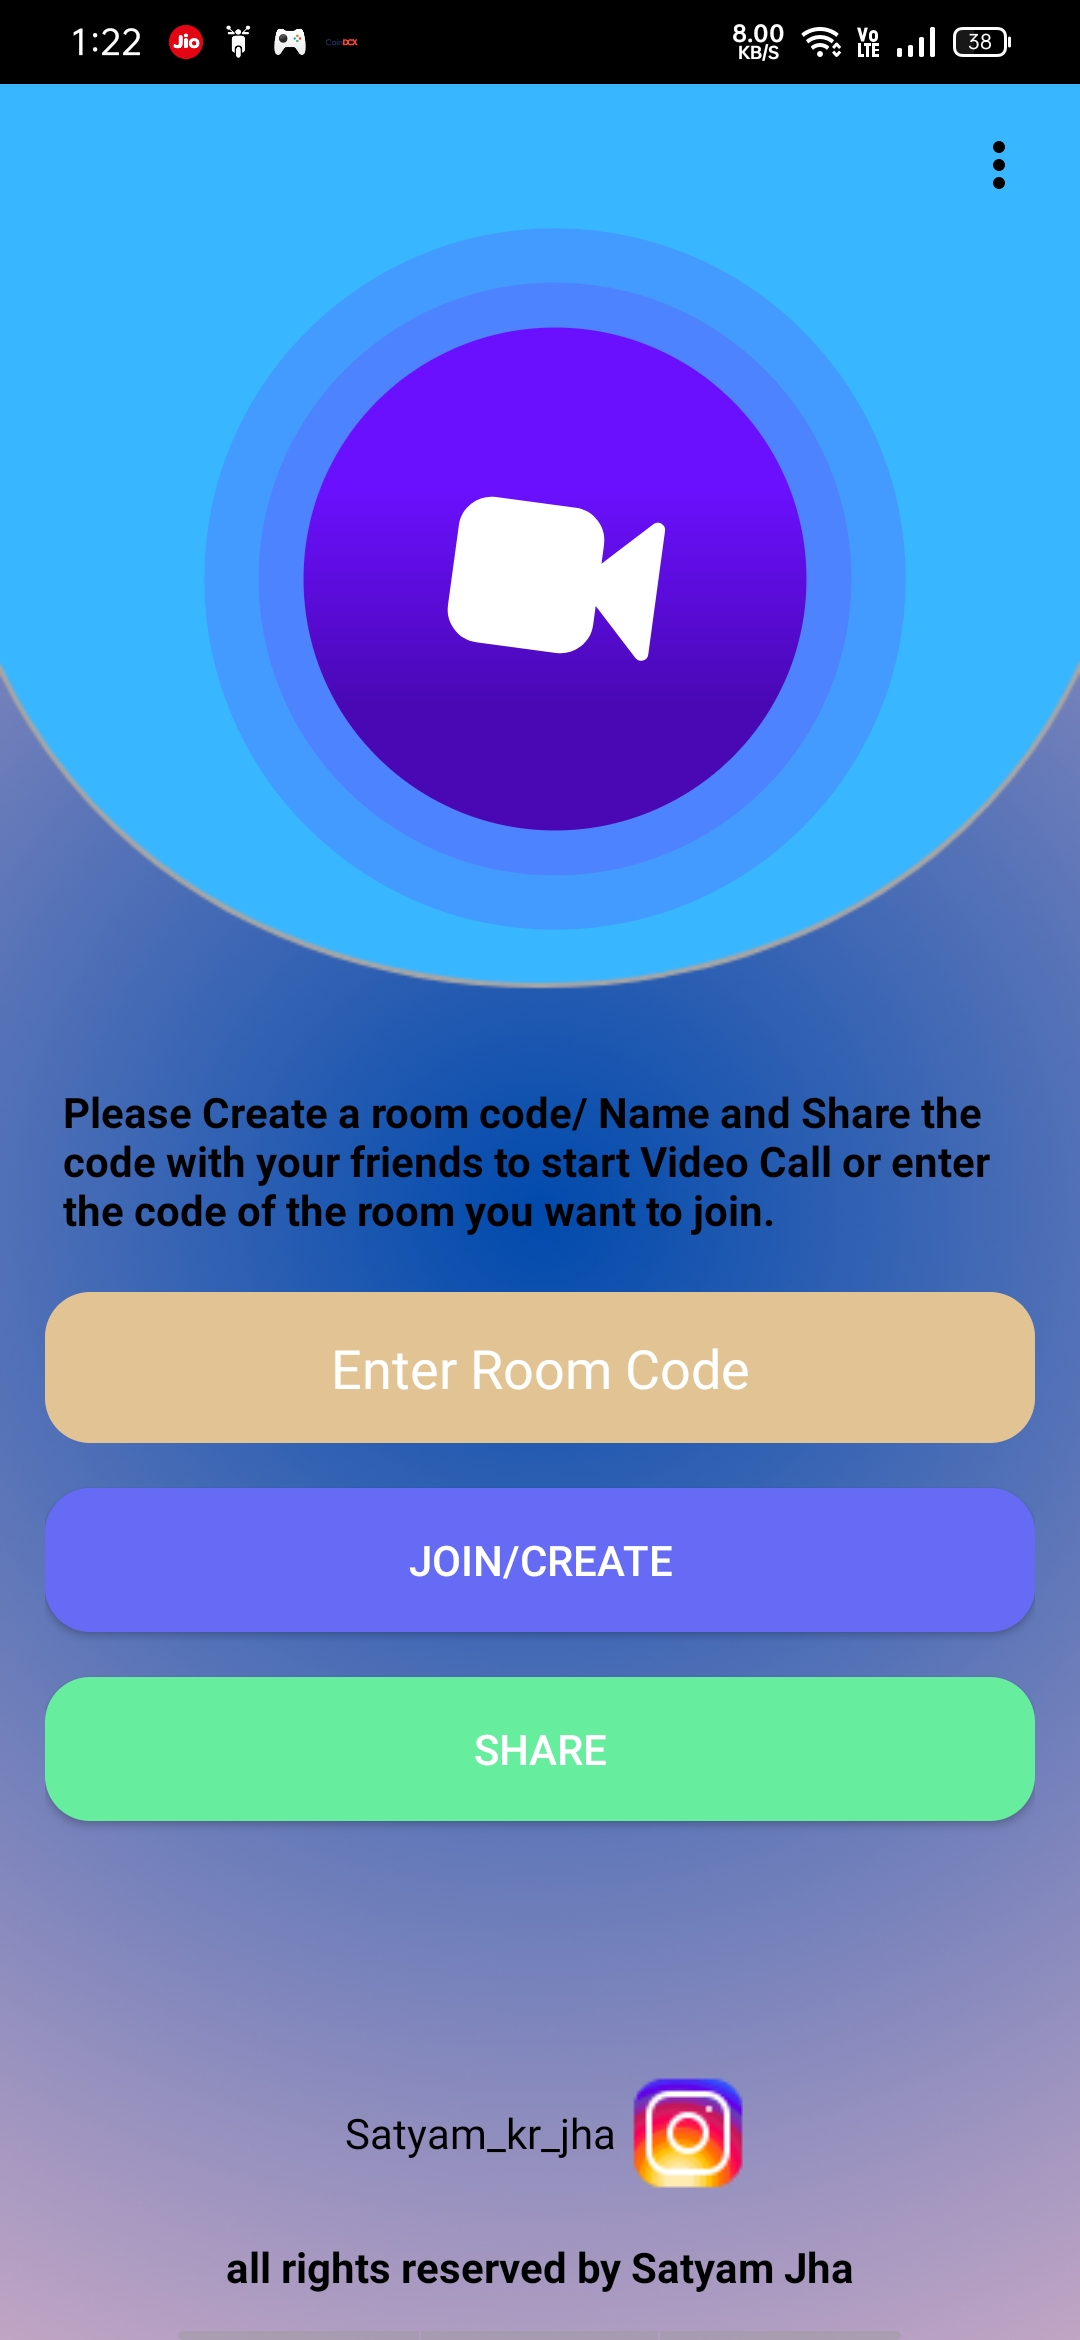 1:22 Jio CoinDCX 8.00 KB/S Vo LTE 38
Please Create a room code/ Name and Share the
code with your friends to start Video Call or enter
the code of the room you want to join.
Enter Room Code
JOIN/CREATE
SHARE
Satyam_kr_jha
all rights reserved by Satyam Jha